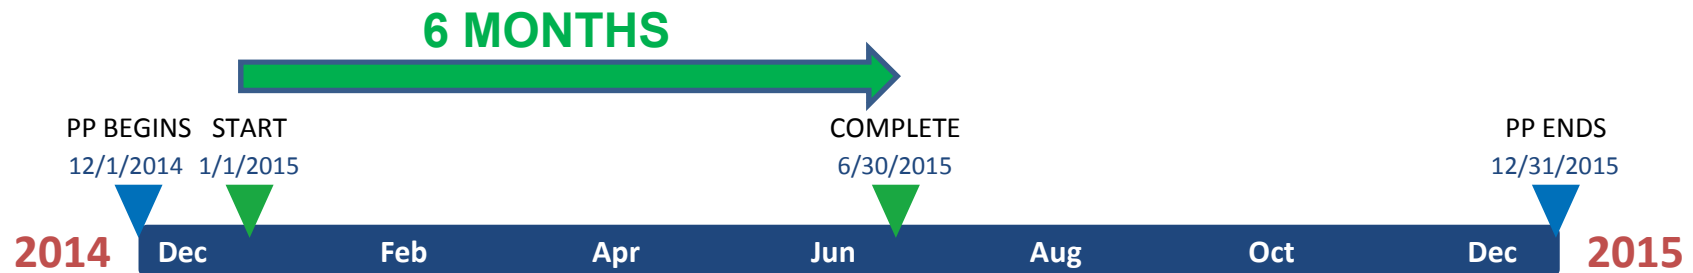 6 MONTHS
PP BEGINS START COMPLETE PP ENDS
12/1/2014 1/1/2015 6/30/2015 12/31/2015
2014 Dec Feb Apr Jun Aug Oct Dec 2015